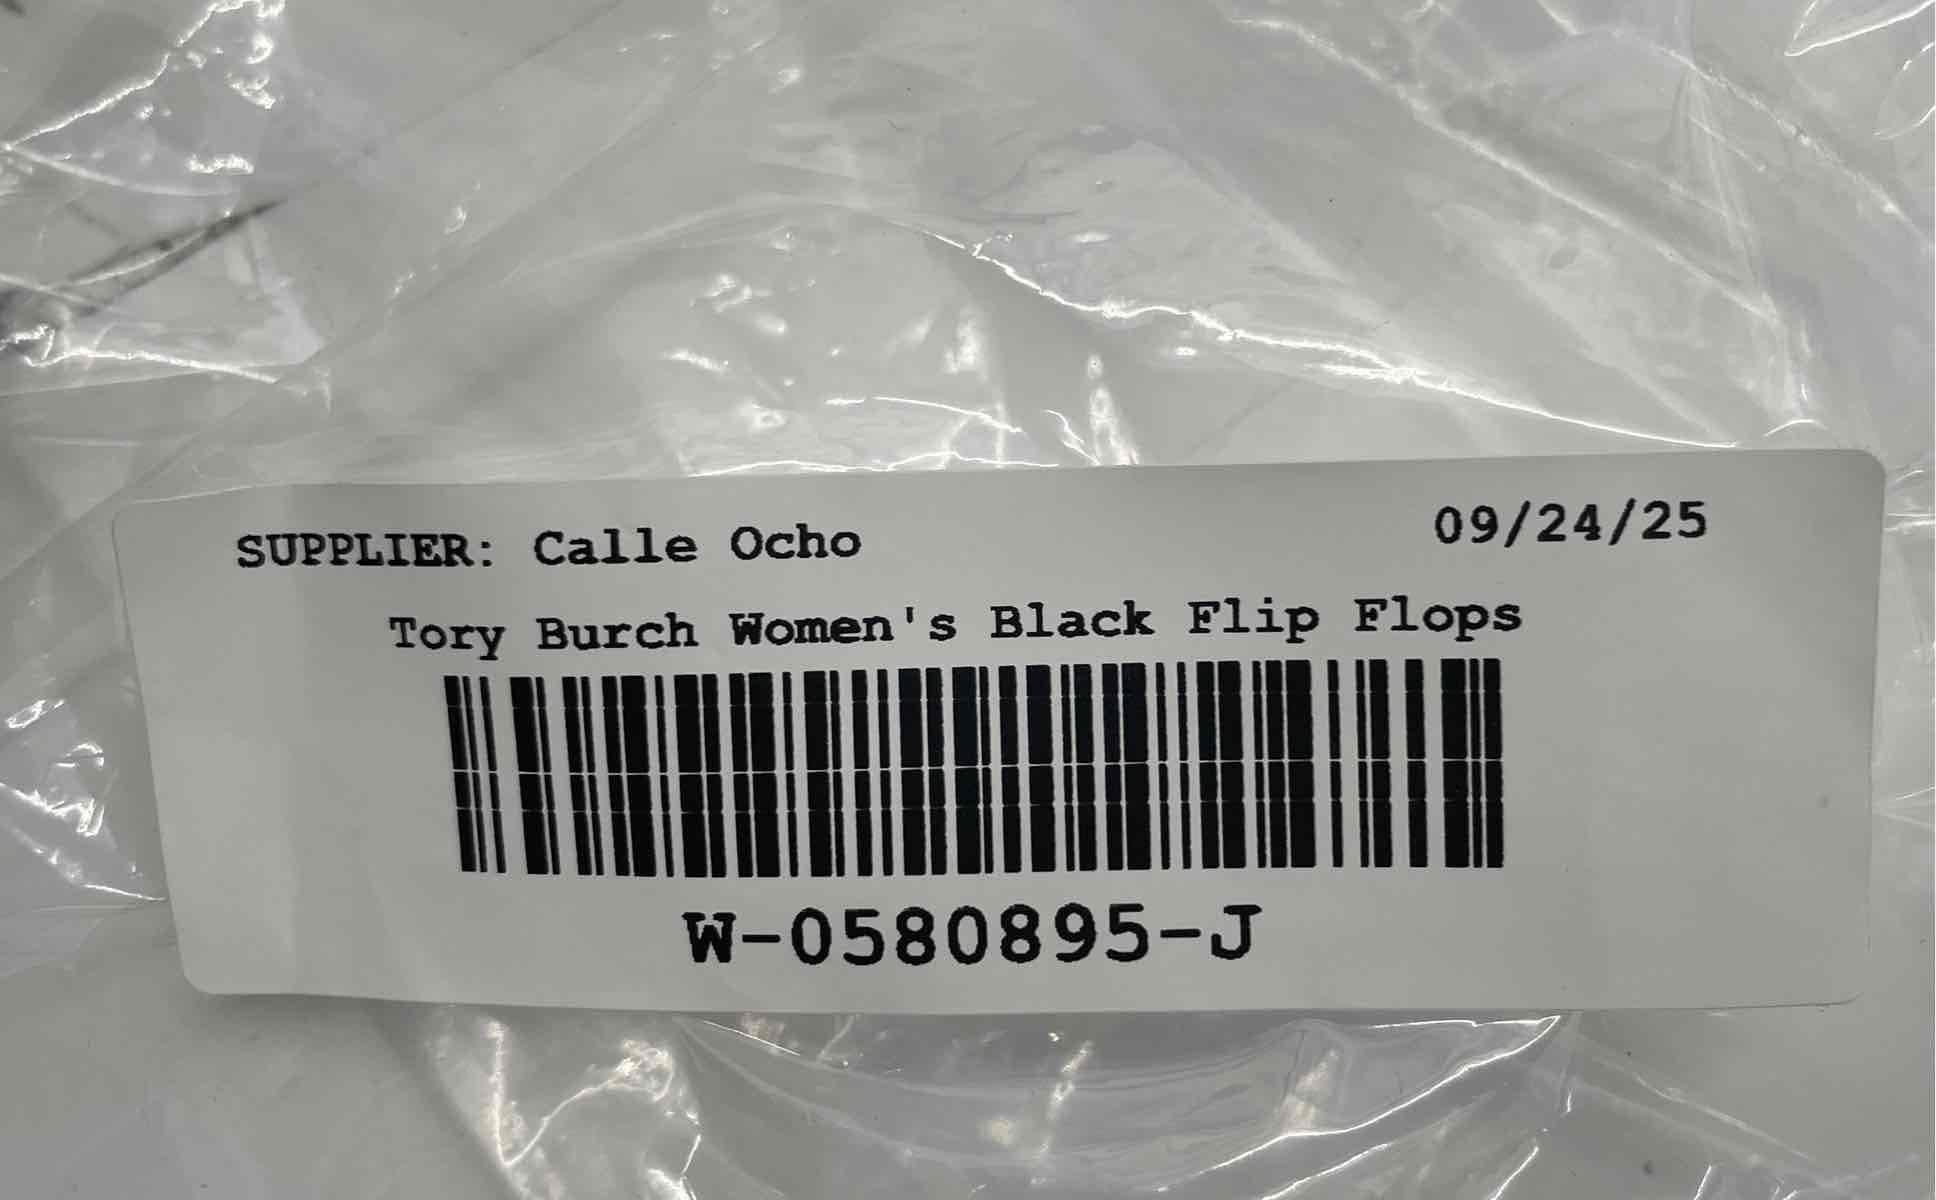 SUPPLIER: Calle Ocho 09/24/25
Tory Burch Women's Black Flip Flops
W-0580895-J